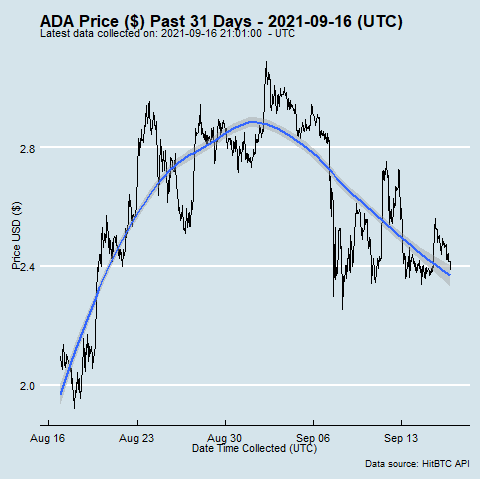 ADA Price ($) Past 31 Days - 2021-09-16 (UTC)
Latest data collected on: 2021-09-16 21:01:00 - UTC
Price USD ($)
2.8
2.4
2.0
Aug 16 Aug 23 Aug 30 Sep 06 Sep 13
Date Time Collected (UTC)
Data source: HitBTC API